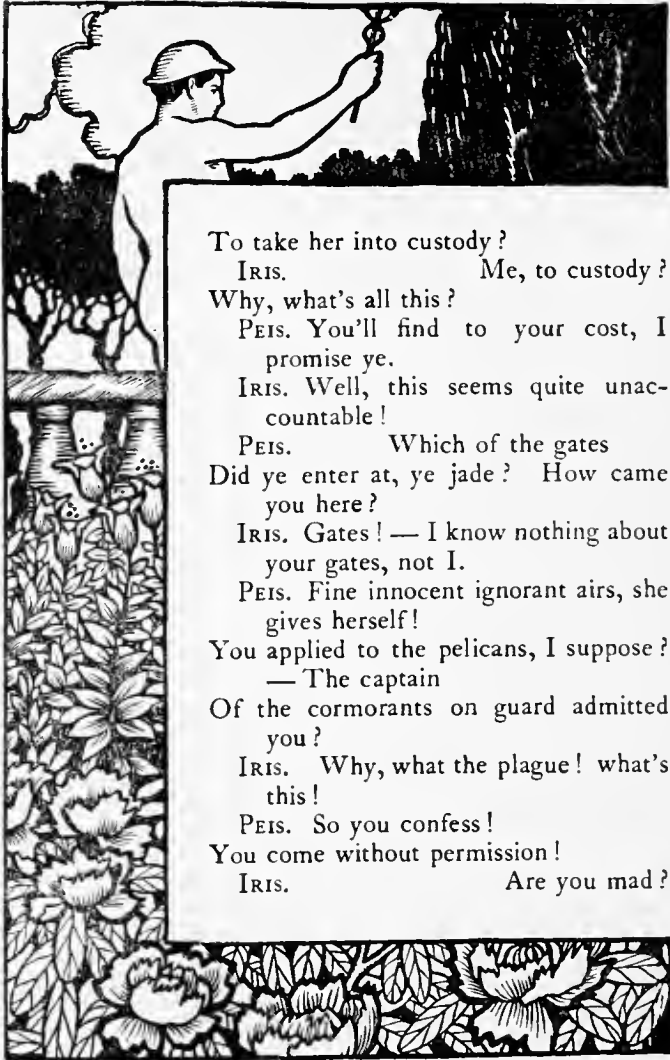 To take her into custody?
IRIS. Me, to custody?
Why, what's all this?
PEIS. You'll find to your cost, I
promise ye.
IRIS. Well, this seems quite unac-
countable!
PEIS. Which of the gates
Did ye enter at, ye jade? How came
you here?
IRIS. Gates! — I know nothing about
your gates, not I.
PEIS. Fine innocent ignorant airs, she
gives herself!
You applied to the pelicans, I suppose?
— The captain
Of the cormorants on guard admitted
you?
IRIS. Why, what the plague! what's
this!
PEIS. So you confess!
You come without permission!
IRIS. Are you mad?